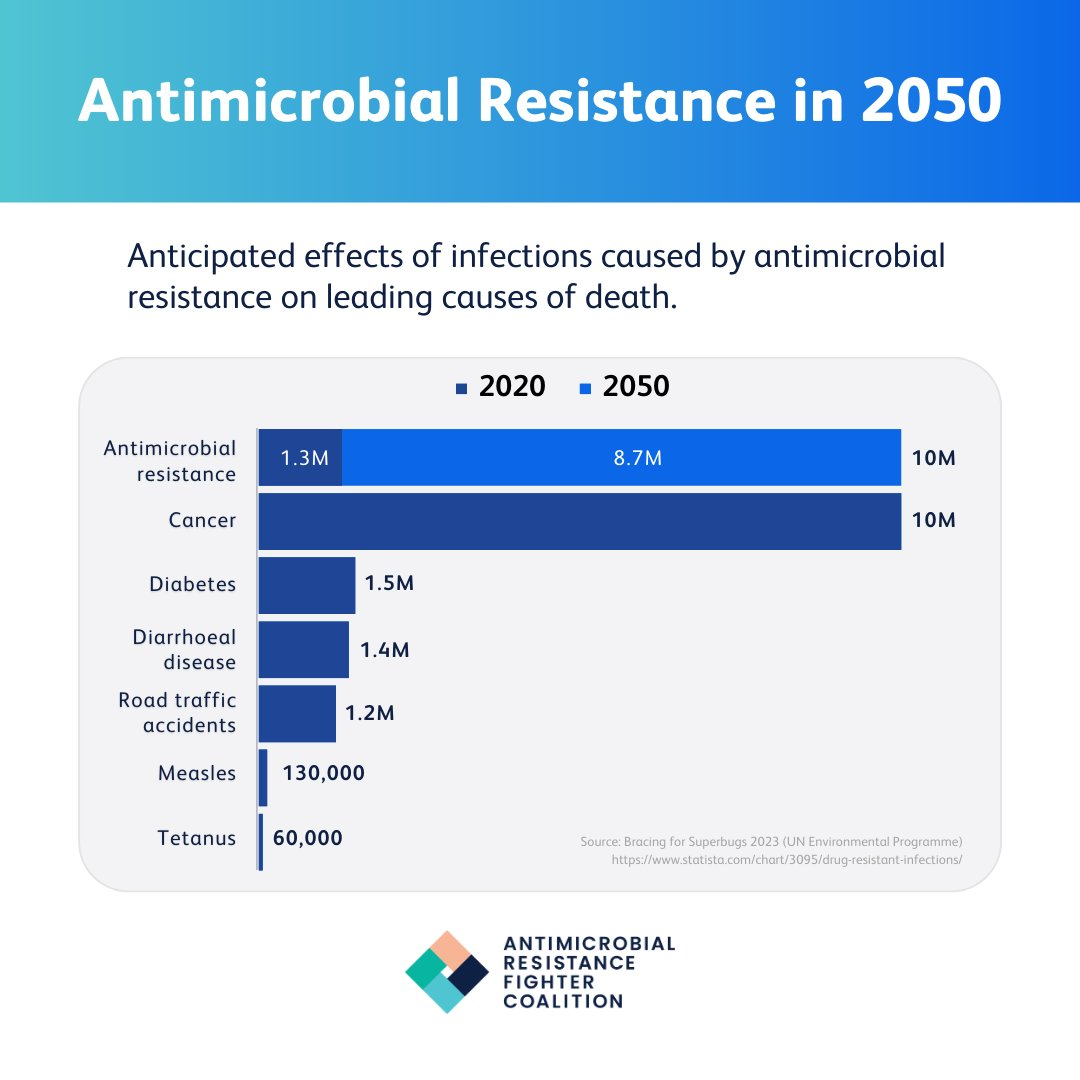 Antimicrobial Resistance in 2050
Anticipated effects of infections caused by antimicrobial
resistance on leading causes of death.
2020 2050
Antimicrobial
resistance
1.3M 8.7M 10M
Cancer 10M
Diabetes 1.5M
Diarrhoeal
disease
1.4M
Road traffic
accidents
1.2M
Measles 130,000
Tetanus 60,000
Source: Bracing for Superbugs 2023 (UN Environmental Programme)
https://www.statista.com/chart/3095/drug-resistant-infections/
ANTIMICROBIAL
RESISTANCE
FIGHTER
COALITION